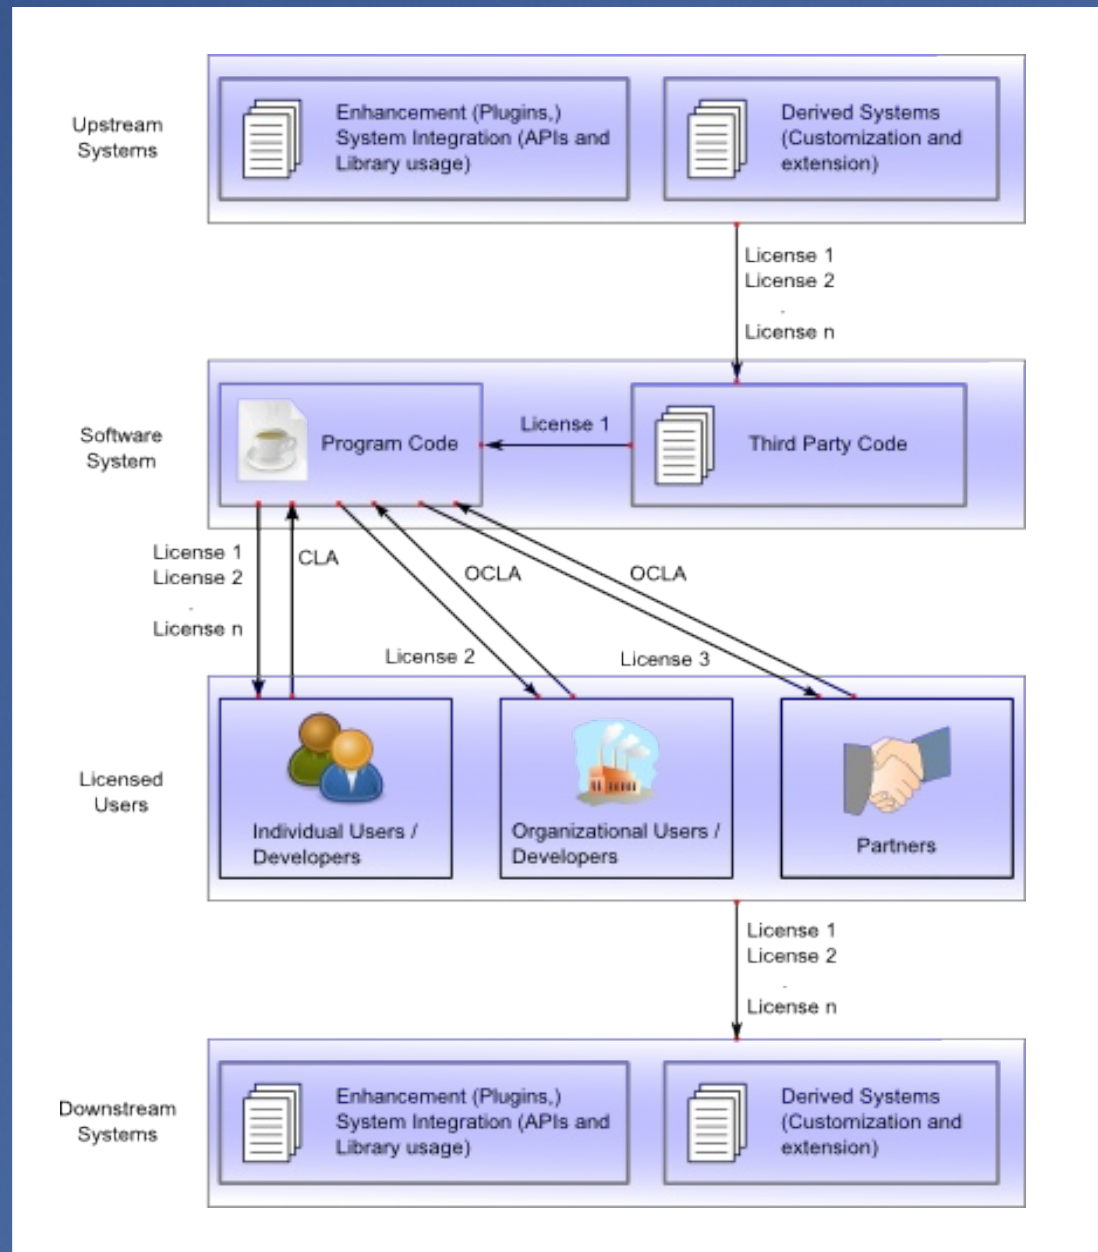 Upstream
Systems
Enhancement (Plugins,)
System Integration (APIs and
Library usage)
Derived Systems
(Customization and
extension)
License 1
License 2
.
License n
Software
System
Program Code
License 1
Third Party Code
License 1
License 2
.
License n
CLA
OCLA
OCLA
License 2
License 3
Licensed
Users
Individual Users /
Developers
Organizational Users /
Developers
Partners
License 1
License 2
.
License n
Downstream
Systems
Enhancement (Plugins,)
System Integration (APIs and
Library usage)
Derived Systems
(Customization and
extension)